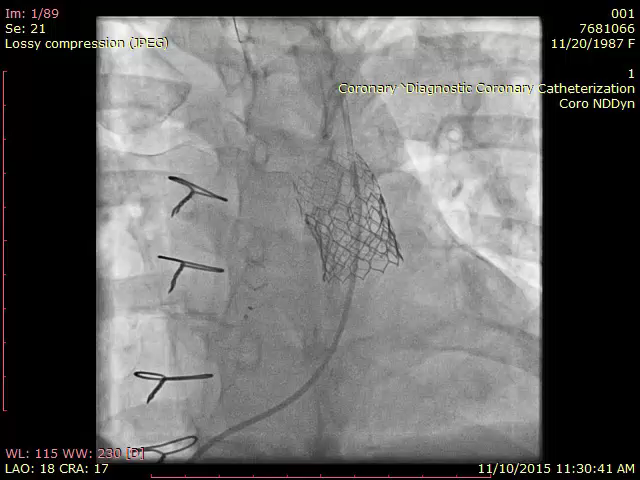 Im: 1/89
001
Se: 21
7681066
Lossy compression (JPEG)
11/20/1987 F
1
Coronary ^Diagnostic Coronary Catheterization
Coro NDDyn
WL: 115 WW: 230 [D]
LAO: 18 CRA: 17
11/10/2015 11:30:41 AM